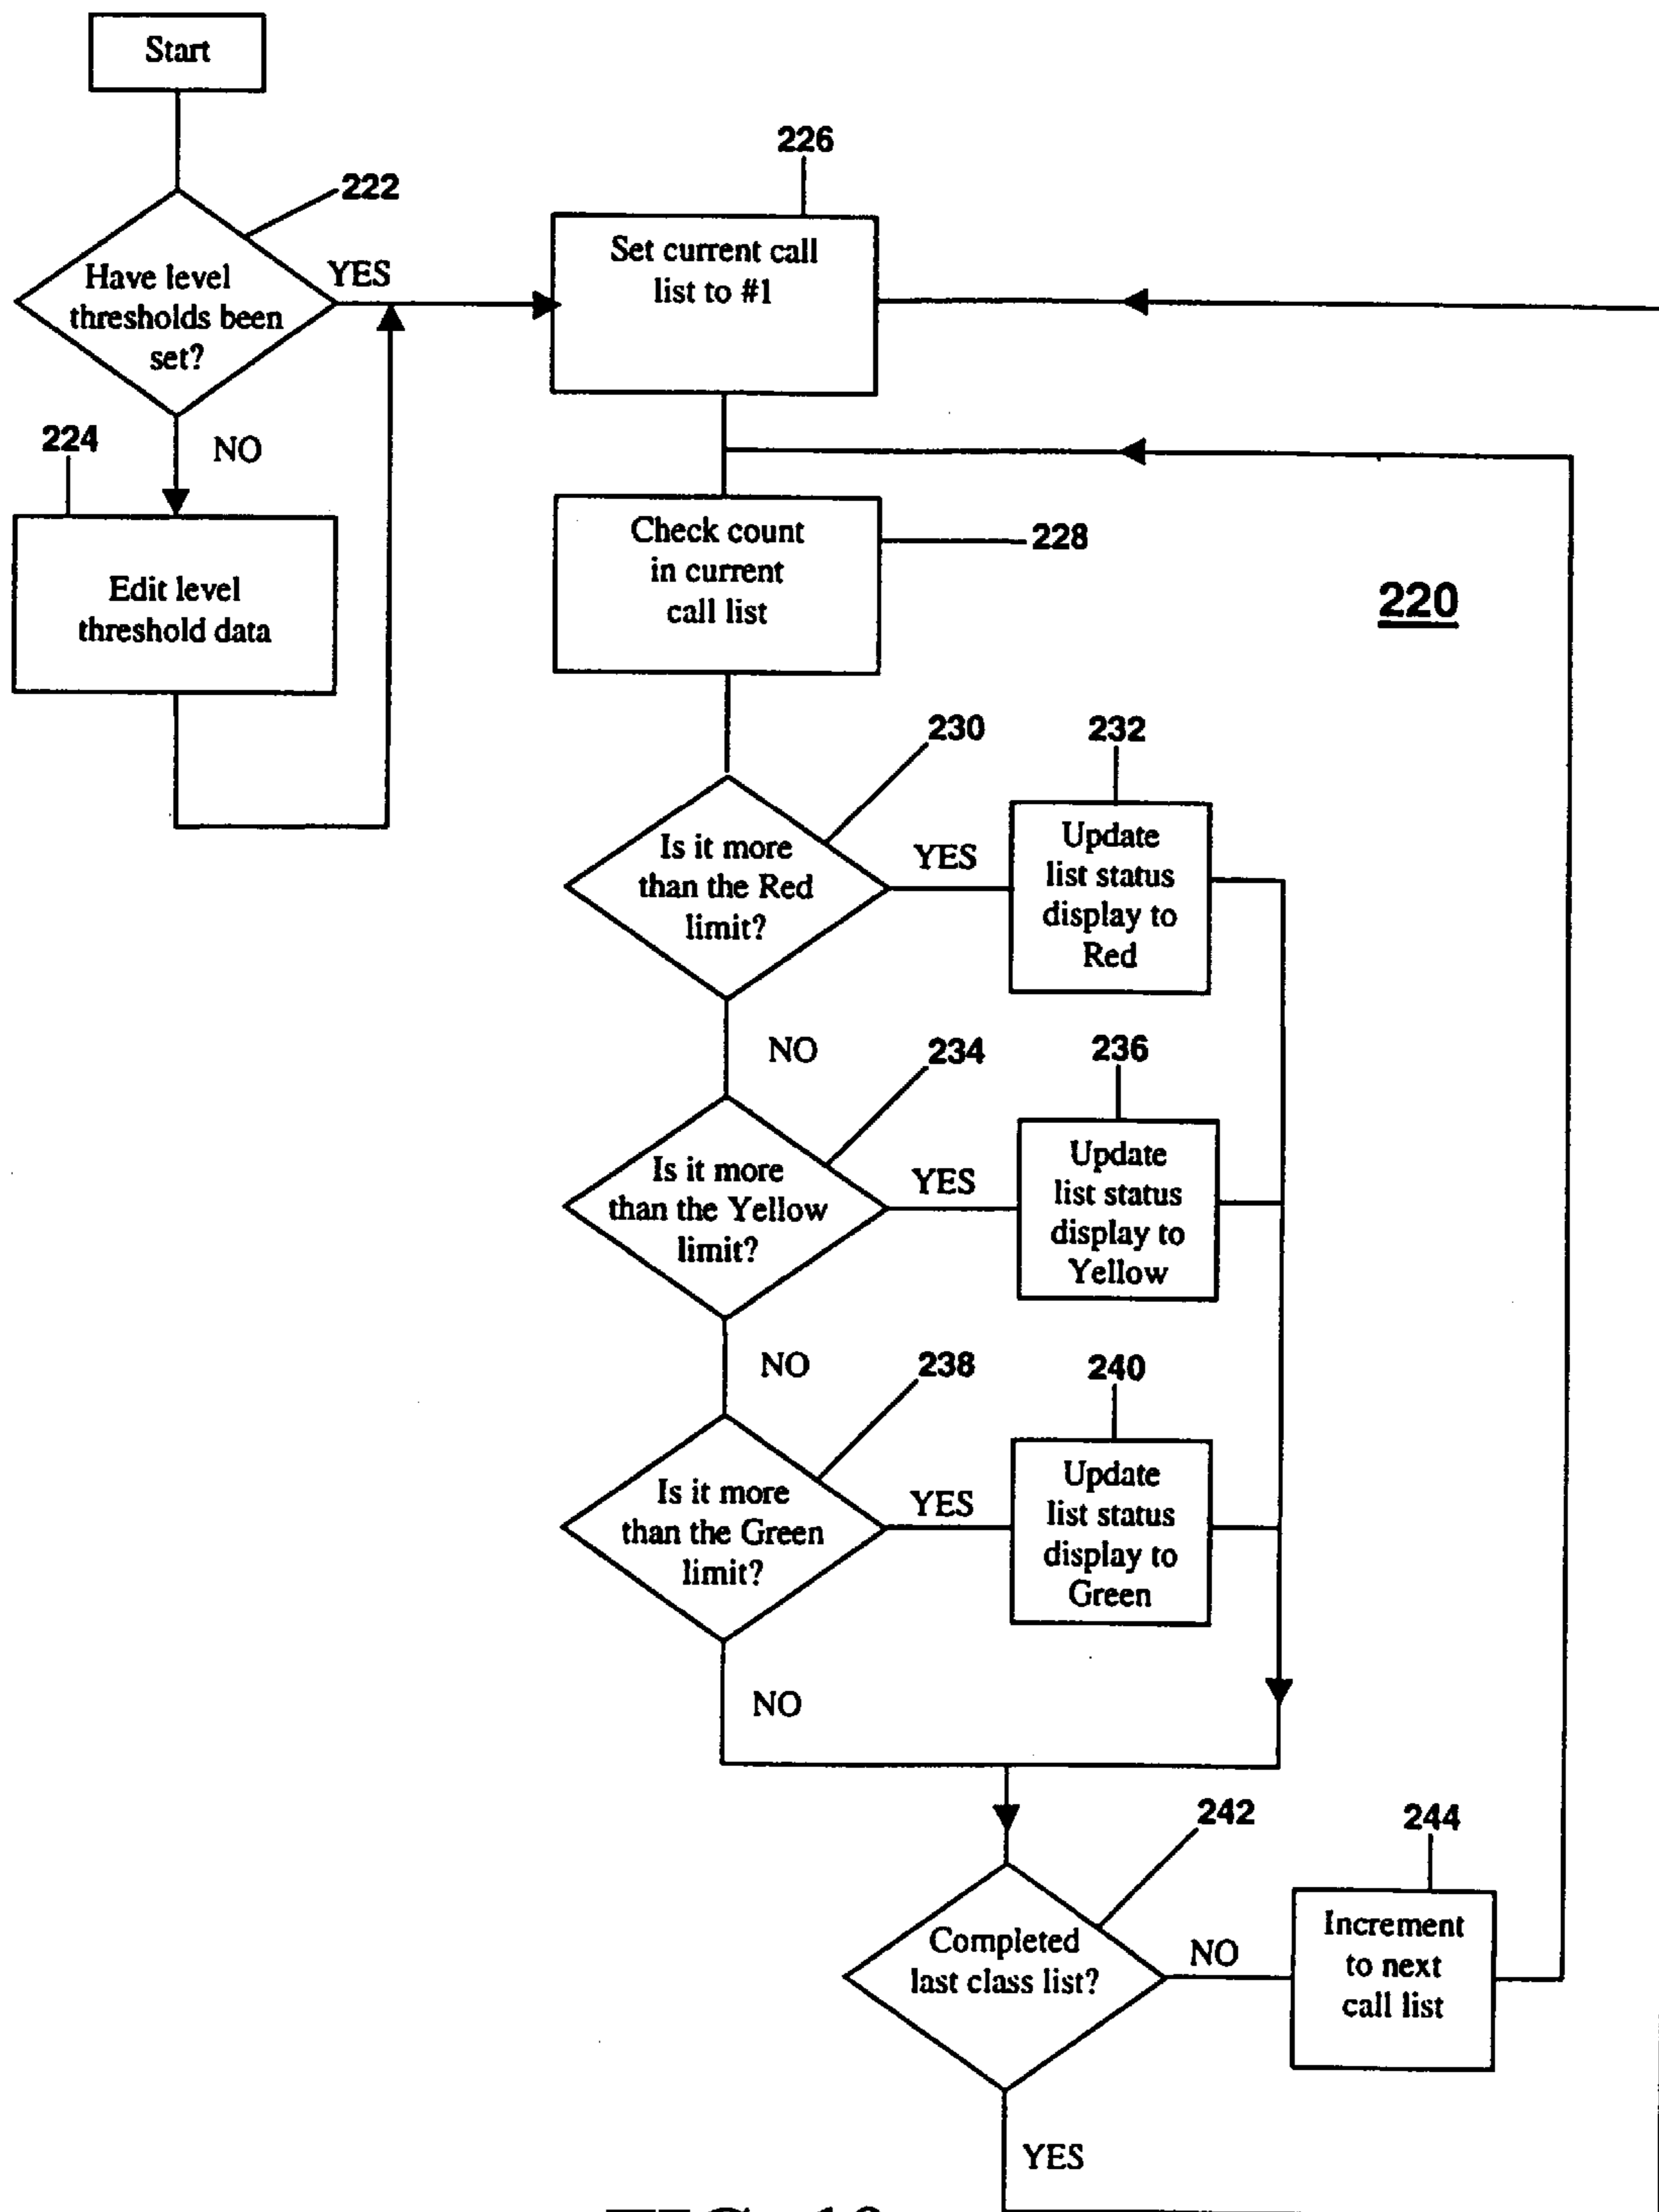 Start
222
Have level
thresholds been
set?
YES
NO
224
Edit level
threshold data
226
Set current call
list to #1
Check count
in current
call list
228
220
230
Is it more
than the Red
limit?
YES
232
Update
list status
display to
Red
NO
234
Is it more
than the Yellow
limit?
YES
236
Update
list status
display to
Yellow
NO
238
Is it more
than the Green
limit?
YES
240
Update
list status
display to
Green
NO
242
Completed
last class list?
NO
244
Increment
to next
call list
YES